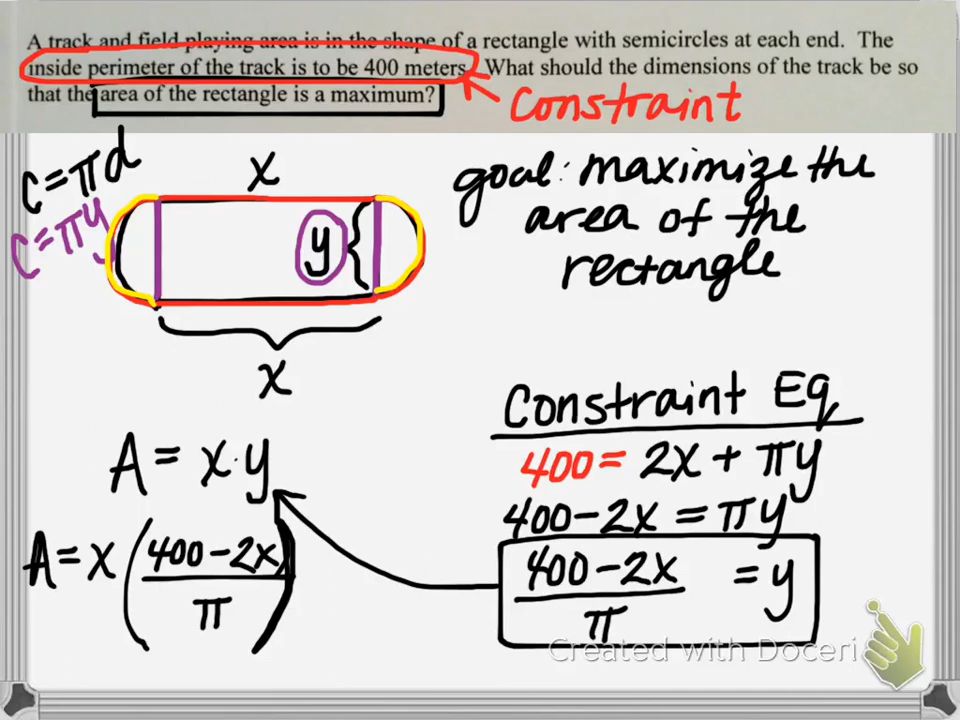 A track and field playing area is in the shape of a rectangle with semicircles at each end. The
inside perimeter of the track is to be 400 meters. What should the dimensions of the track be so
that the area of the rectangle is a maximum?
Constraint
C = πd
C = πy
x
y
x
goal: maximize the
area of the
rectangle
A = x·y
A = x(400 - 2x / π)
Constraint Eq
400 = 2x + πy
400 - 2x = πy
400 - 2x / π = y
Created with Doceri